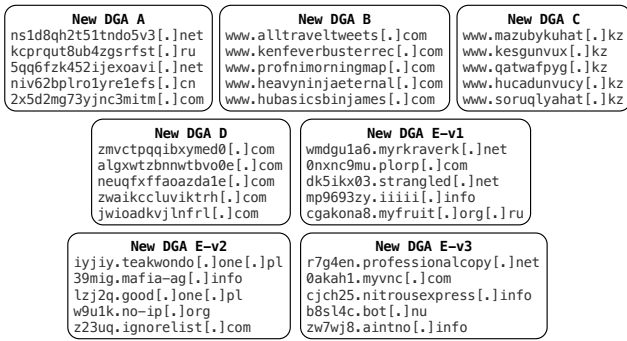 New DGA A
ns1d8qh2t51tndo5v3[.]net
kcprqut8ub4zgsrfst[.]ru
5qq6fzk452ijexoavi[.]net
niv62bplro1yre1efs[.]cn
2x5d2mg73yjnc3mitm[.]com
New DGA B
www.alltraveltweets[.]com
www.kenfeverbusterrec[.]com
www.profnimorningmap[.]com
www.heavyninjaeternal[.]com
www.hubasicsbinjames[.]com
New DGA C
www.mazubykuhat[.]kz
www.kesgunvux[.]kz
www.qatwafpyg[.]kz
www.hucadunvucy[.]kz
www.soruqlyahat[.]kz
New DGA D
zmvctpqqibxymed0[.]com
algxwtzbnnwtbvo0e[.]com
neuqfxffaoazda1e[.]com
zwaikccluviktrh[.]com
jwioadkvjlnfrl[.]com
New DGA E-v1
wmdgu1a6.myrkraverk[.]net
0nxnc9mu.plorp[.]com
dk5ikx03.strangled[.]net
mp9693zy.iiiii[.]info
cgakona8.myfruit[.]org[.]ru
New DGA E-v2
iyjiy.teakwondo[.]one[.]pl
39mig.mafia-ag[.]info
lzj2q.good[.]one[.]pl
w9u1k.no-ip[.]org
z23uq.ignorelist[.]com
New DGA E-v3
r7g4en.professionalcopy[.]net
0akah1.myvnc[.]com
cjch25.nitrousexpress[.]info
b8sl4c.bot[.]nu
zw7wj8.aintno[.]info